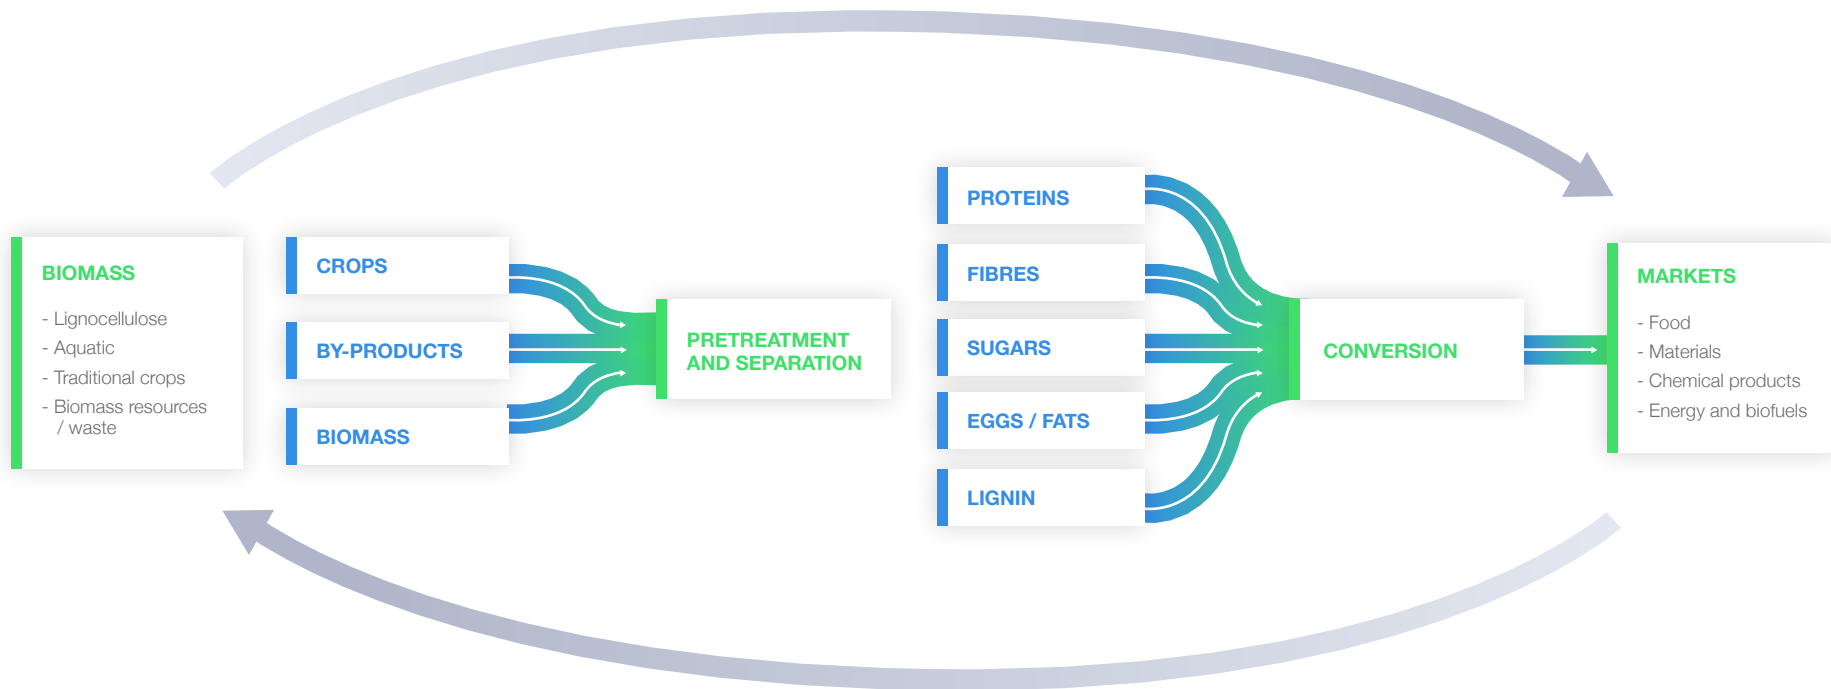 BIOMASS
- Lignocellulose
- Aquatic
- Traditional crops
- Biomass resources
/ waste
CROPS
BY-PRODUCTS
BIOMASS
PRETREATMENT
AND SEPARATION
PROTEINS
FIBRES
SUGARS
EGGS / FATS
LIGNIN
CONVERSION
MARKETS
- Food
- Materials
- Chemical products
- Energy and biofuels